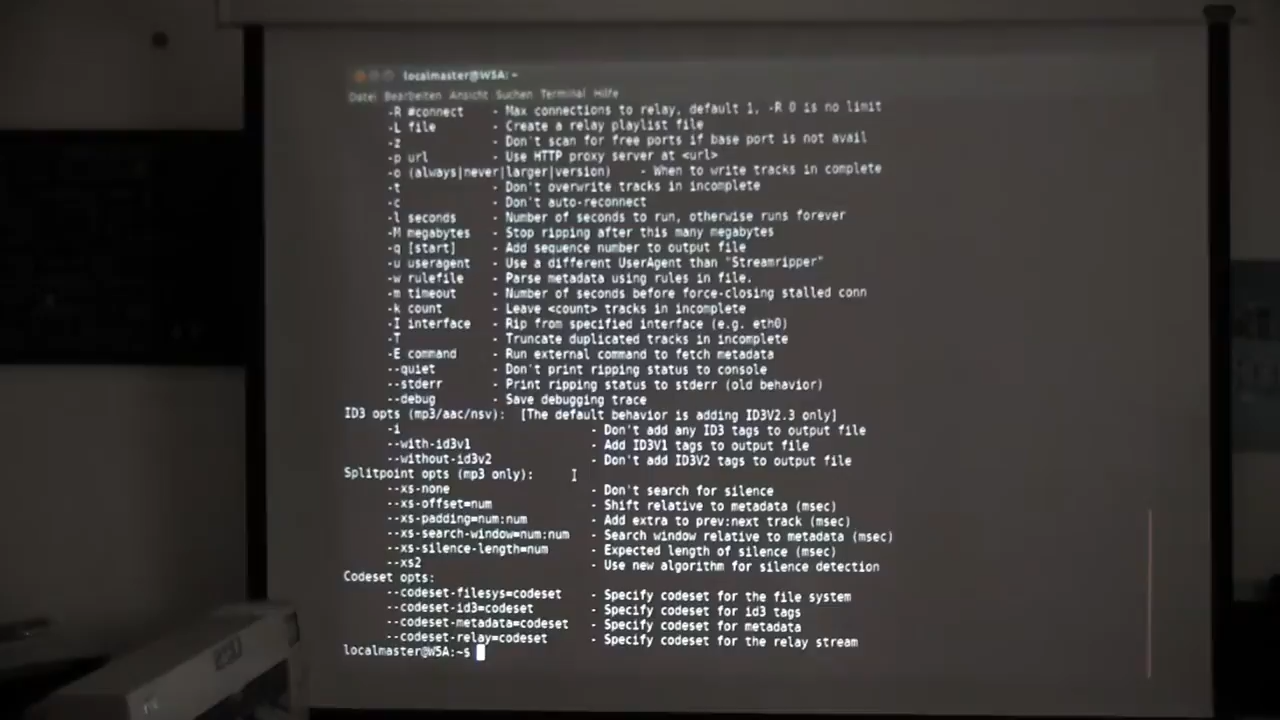 localmaster@W5A: ~
Datei Bearbeiten Ansicht Suchen Terminal Hilfe
-R #connect - Max connections to relay, default 1, -R 0 is no limit
-L file - Create a relay playlist file
-z - Don't scan for free ports if base port is not avail
-p url - Use HTTP proxy server at <url>
-o (always|never|larger|version) - When to write tracks in complete
-t - Don't overwrite tracks in incomplete
-c - Don't auto-reconnect
-l seconds - Number of seconds to run, otherwise runs forever
-M megabytes - Stop ripping after this many megabytes
-q [start] - Add sequence number to output file
-u useragent - Use a different UserAgent than "Streamripper"
-w rulefile - Parse metadata using rules in file.
-m timeout - Number of seconds before force-closing stalled conn
-k count - Leave <count> tracks in incomplete
-I interface - Rip from specified interface (e.g. eth0)
-T - Truncate duplicated tracks in incomplete
-E command - Run external command to fetch metadata
--quiet - Don't print ripping status to console
--stderr - Print ripping status to stderr (old behavior)
--debug - Save debugging trace
ID3 opts (mp3/aac/nsv): [The default behavior is adding ID3V2.3 only]
-i - Don't add any ID3 tags to output file
--with-id3v1 - Add ID3V1 tags to output file
--without-id3v2 - Don't add ID3V2 tags to output file
Splitpoint opts (mp3 only):
--xs-none - Don't search for silence
--xs-offset=num - Shift relative to metadata (msec)
--xs-padding=num:num - Add extra to prev:next track (msec)
--xs-search-window=num:num - Search window relative to metadata (msec)
--xs-silence-length=num - Expected length of silence (msec)
--xs2 - Use new algorithm for silence detection
Codeset opts:
--codeset-filesys=codeset - Specify codeset for the file system
--codeset-id3=codeset - Specify codeset for id3 tags
--codeset-metadata=codeset - Specify codeset for metadata
--codeset-relay=codeset - Specify codeset for the relay stream
localmaster@W5A:~$